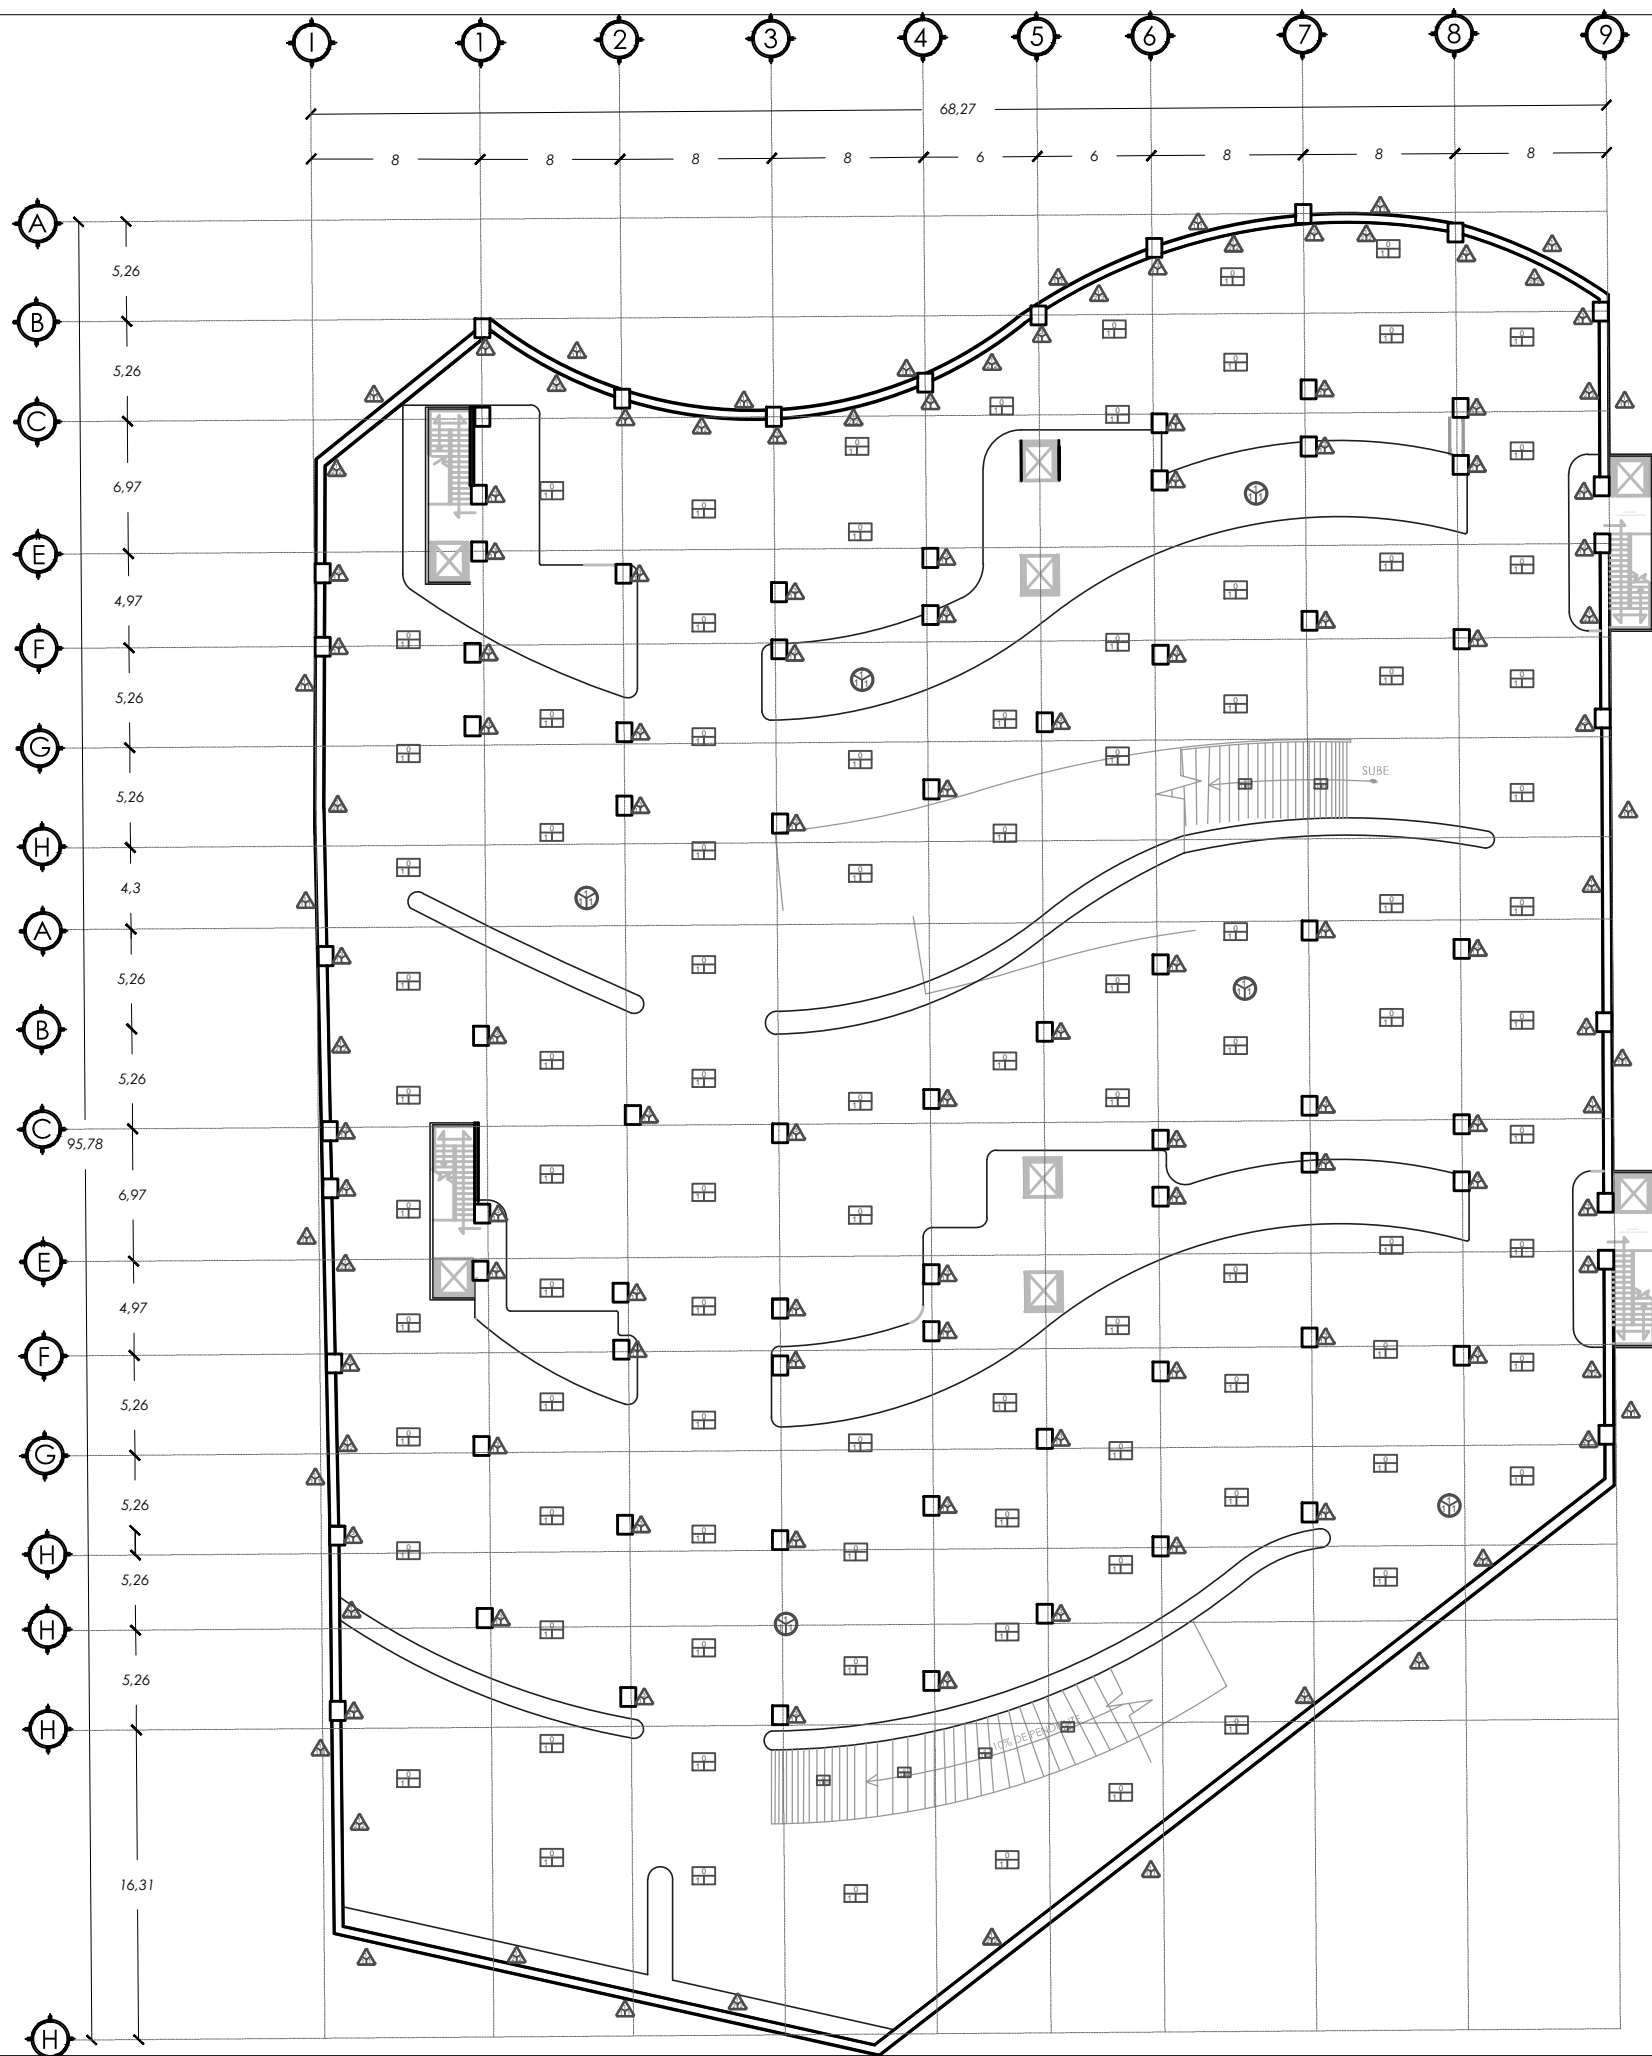 I 1 2 3 4 5 6 7 8 9
68,27
8 8 8 8 6 6 8 8 8
A
5,26
B
5,26
C
6,97
E
4,97
F
5,26
G
SUBE
5,26
H
4,3
A
5,26
B
5,26
C
95,78
6,97
E
4,97
F
5,26
G
5,26
H
5,26
H
5,26
H
10% DE PENDIENTE
16,31
H